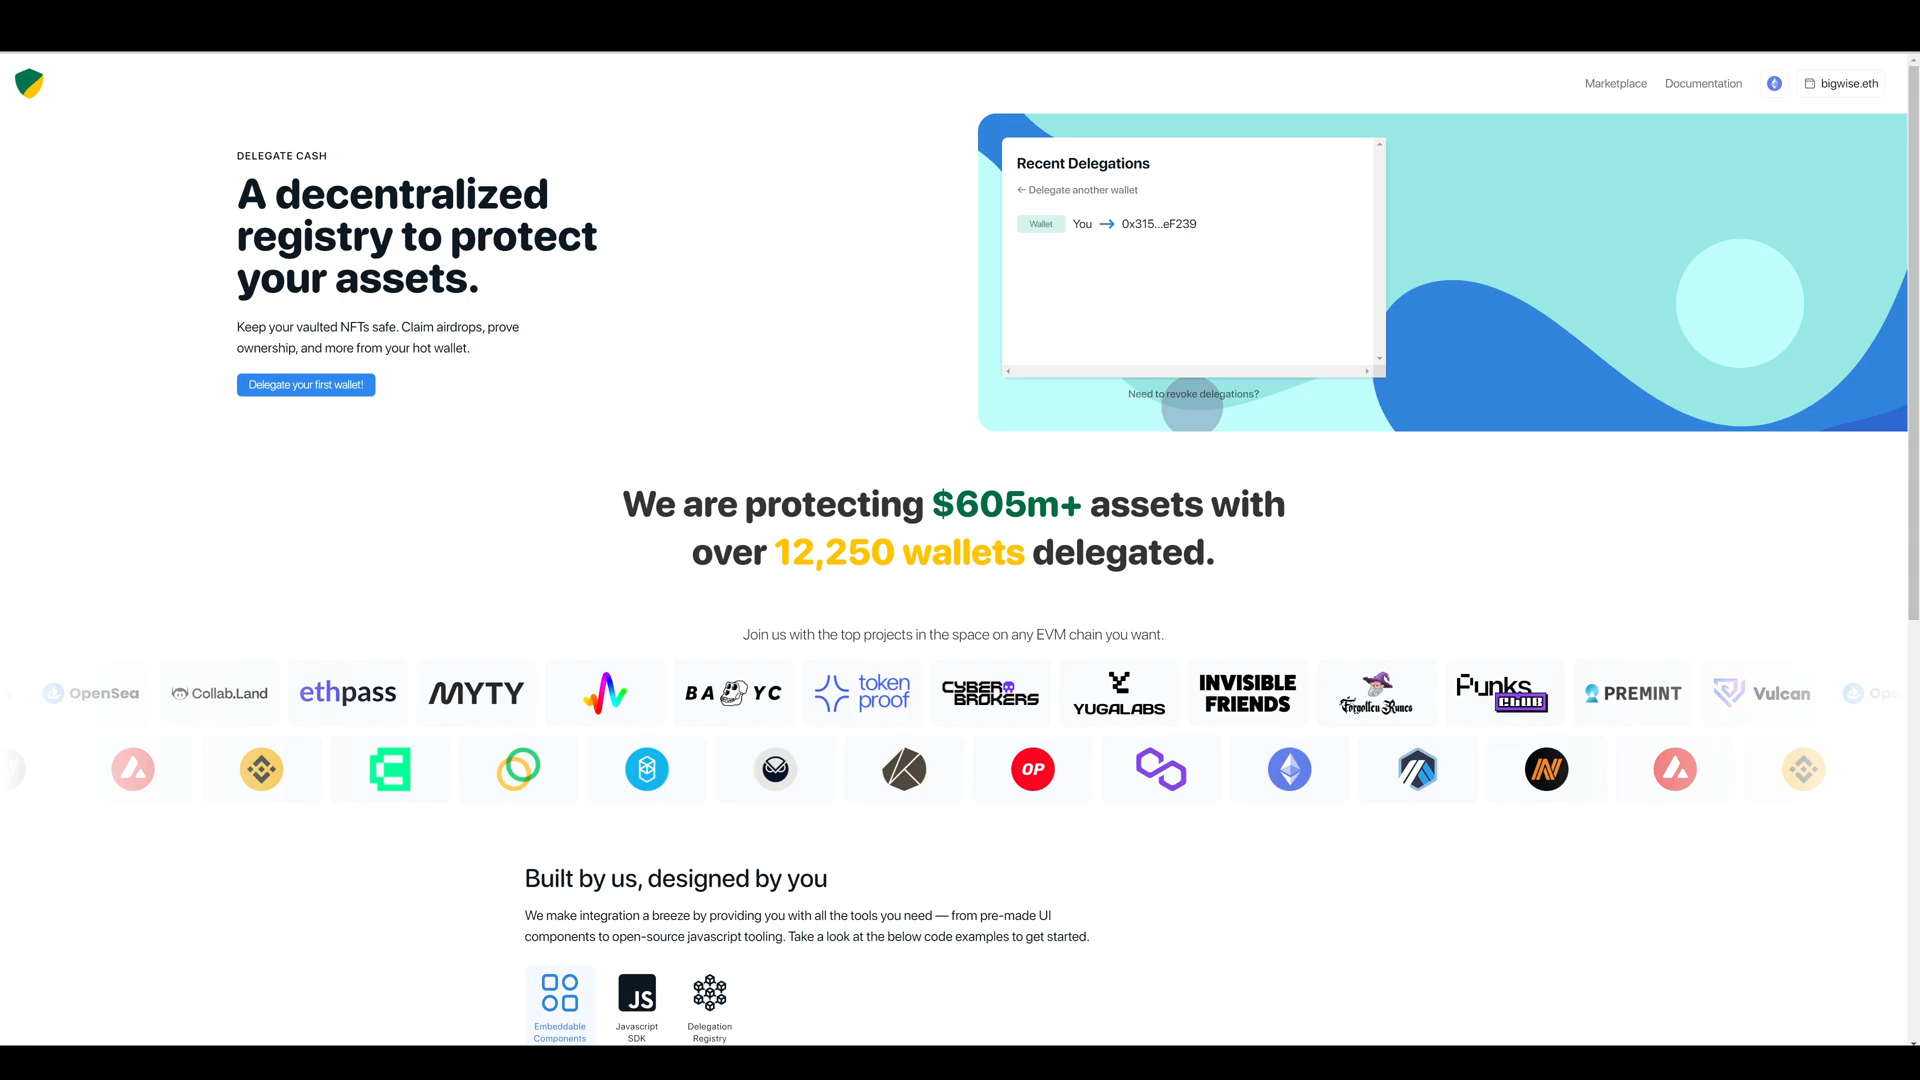 Marketplace
Documentation
bigwise.eth
DELEGATE CASH
A decentralized
registry to protect
your assets.
Keep your vaulted NFTs safe. Claim airdrops, prove
ownership, and more from your hot wallet.
Delegate your first wallet!
Recent Delegations
← Delegate another wallet
Wallet You → 0x315...eF239
Need to revoke delegations?
We are protecting $605m+ assets with
over 12,250 wallets delegated.
Join us with the top projects in the space on any EVM chain you want.
OpenSea
Collab.Land
ethpass
MYTY
BAYC
token
proof
CYBER
BROKERS
YUGALABS
INVISIBLE
FRIENDS
Forgotten Runes
Punks
CLUB
PREMINT
Vulcan
OP
Built by us, designed by you
We make integration a breeze by providing you with all the tools you need — from pre-made UI
components to open-source javascript tooling. Take a look at the below code examples to get started.
JS
Embeddable
Components
Javascript
SDK
Delegation
Registry